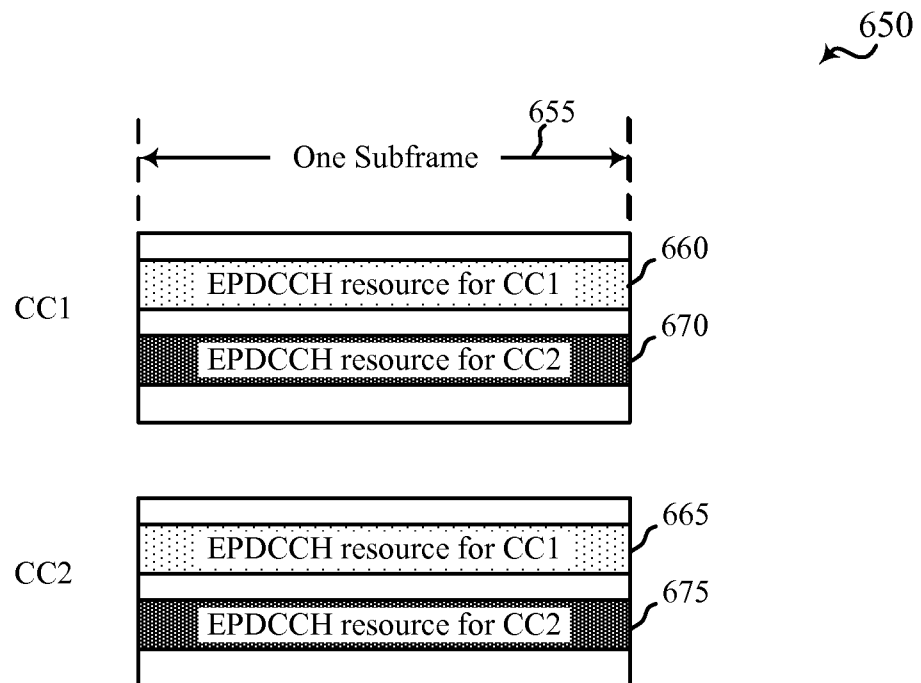 650
655
One Subframe
660
EPDCCH resource for CC1
CC1
670
EPDCCH resource for CC2
665
EPDCCH resource for CC1
CC2
675
EPDCCH resource for CC2